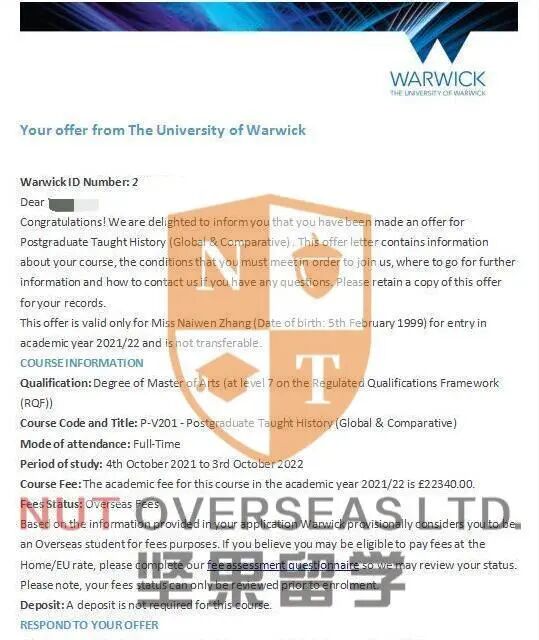 WARWICK
THE UNIVERSITY OF WARWICK
Your offer from The University of Warwick
Warwick ID Number: 2
Dear
Congratulations! We are delighted to inform you that you have been made an offer for
Postgraduate Taught History (Global & Comparative) . This offer letter contains information
about your course, the conditions that you must meet in order to join us, where to go for further
information and how to contact us if you have any questions. Please retain a copy of this offer
for your records.
This offer is valid only for Miss Naiwen Zhang (Date of birth: 5th February 1999) for entry in
academic year 2021/22 and is not transferable.
COURSE INFORMATION
Qualification: Degree of Master of Arts (at level 7 on the Regulated Qualifications Framework
(RQF))
Course Code and Title: P-V201 - Postgraduate Taught History (Global & Comparative)
Mode of attendance: Full-Time
Period of study: 4th October 2021 to 3rd October 2022
Course Fee: The academic fee for this course in the academic year 2021/22 is £22340.00.
Fees Status: Overseas Fees
Based on the information provided in your application Warwick provisionally considers you to be
an Overseas student for fees purposes. If you believe you may be eligible to pay fees at the
Home/EU rate, please complete our fee assessment questionnaire so we may review your status.
Please note, your fees status can only be reviewed prior to enrolment.
Deposit: A deposit is not required for this course.
RESPOND TO YOUR OFFER
N
T
NUT OVERSEAS LTD.
坚果留学